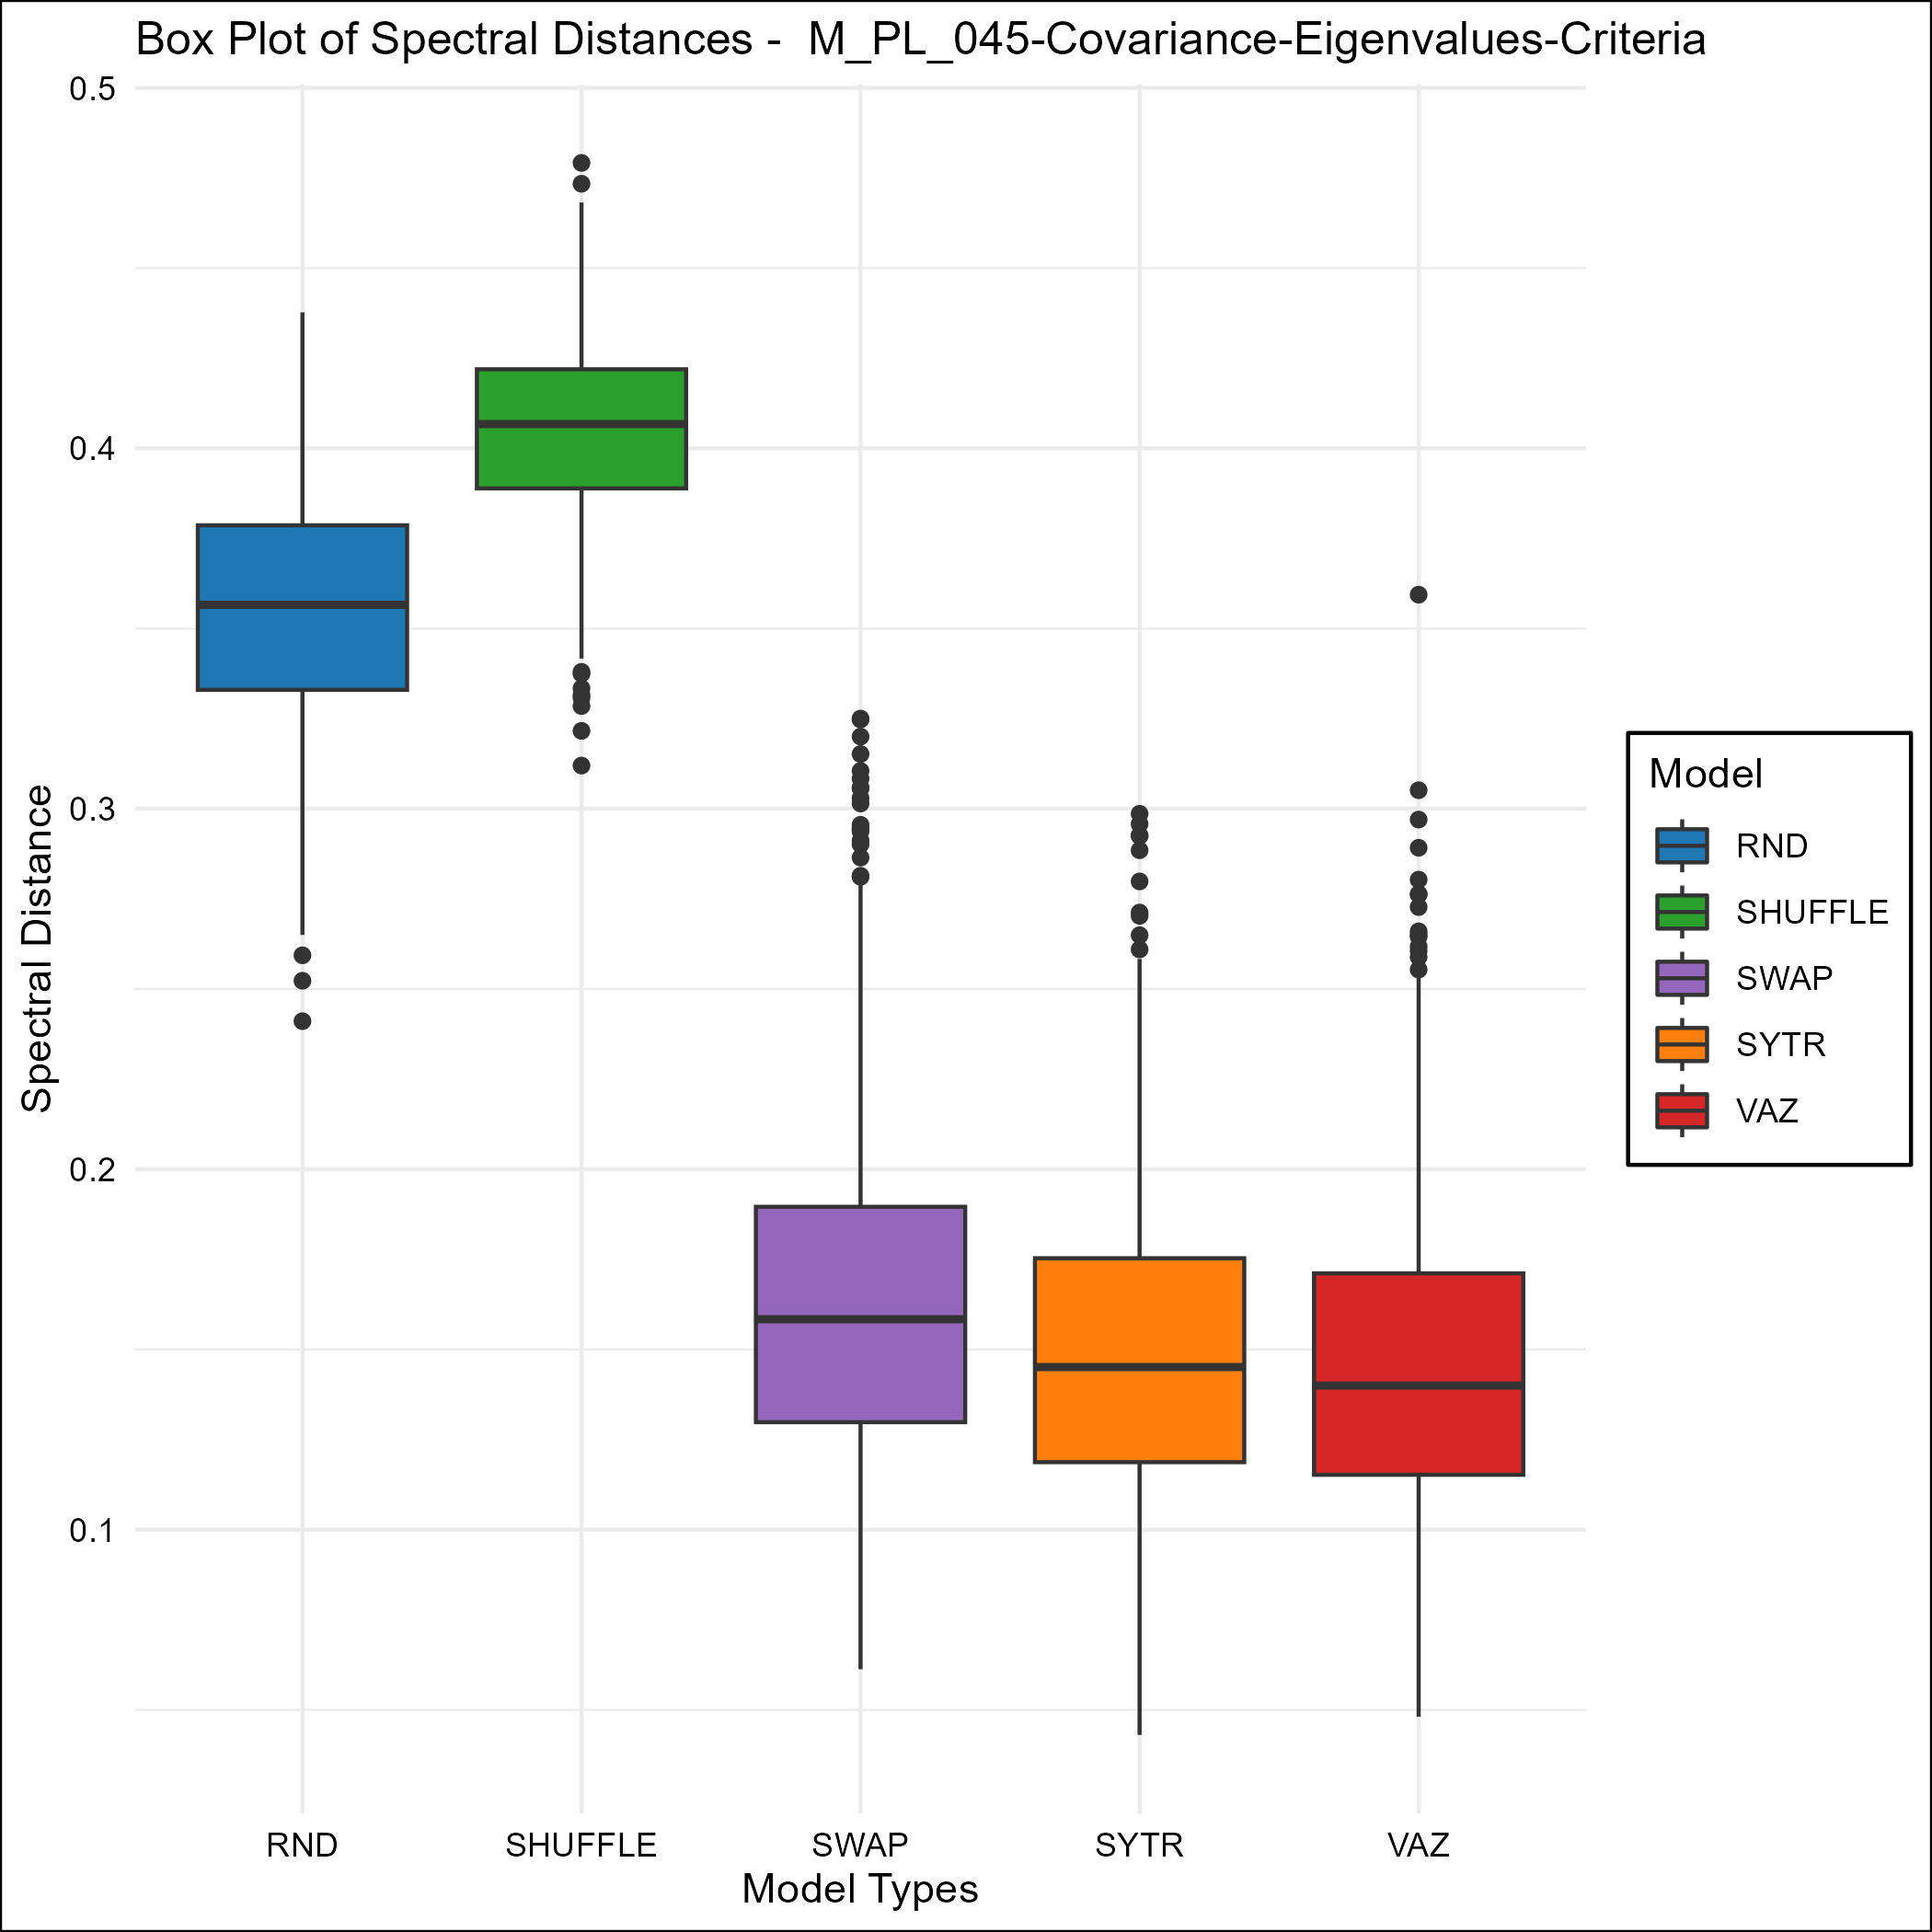 Box Plot of Spectral Distances -  M_PL_045-Covariance-Eigenvalues-Criteria
0.5
0.4
0.3
0.2
0.1
Spectral Distance
RND
SHUFFLE
SWAP
SYTR
VAZ
Model Types
Model
RND
SHUFFLE
SWAP
SYTR
VAZ